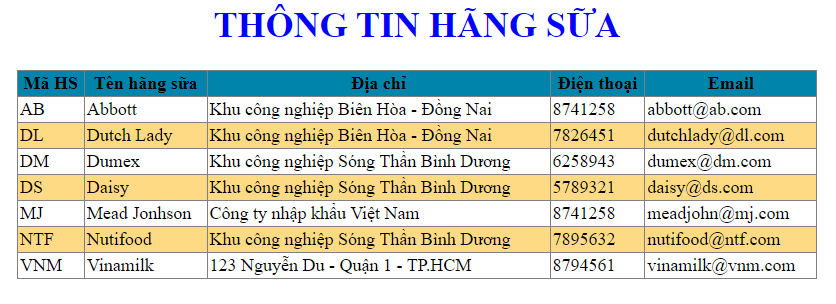 THÔNG TIN HÃNG SỮA
Mã HS Tên hãng sữa Địa chỉ Điện thoại Email
AB Abbott Khu công nghiệp Biên Hòa - Đồng Nai 8741258 abbott@ab.com
DL Dutch Lady Khu công nghiệp Biên Hòa - Đồng Nai 7826451 dutchlady@dl.com
DM Dumex Khu công nghiệp Sóng Thần Bình Dương 6258943 dumex@dm.com
DS Daisy Khu công nghiệp Sóng Thần Bình Dương 5789321 daisy@ds.com
MJ Mead Jonhson Công ty nhập khẩu Việt Nam 8741258 meadjohn@mj.com
NTF Nutifood Khu công nghiệp Sóng Thần Bình Dương 7895632 nutifood@ntf.com
VNM Vinamilk 123 Nguyễn Du - Quận 1 - TP.HCM 8794561 vinamilk@vnm.com